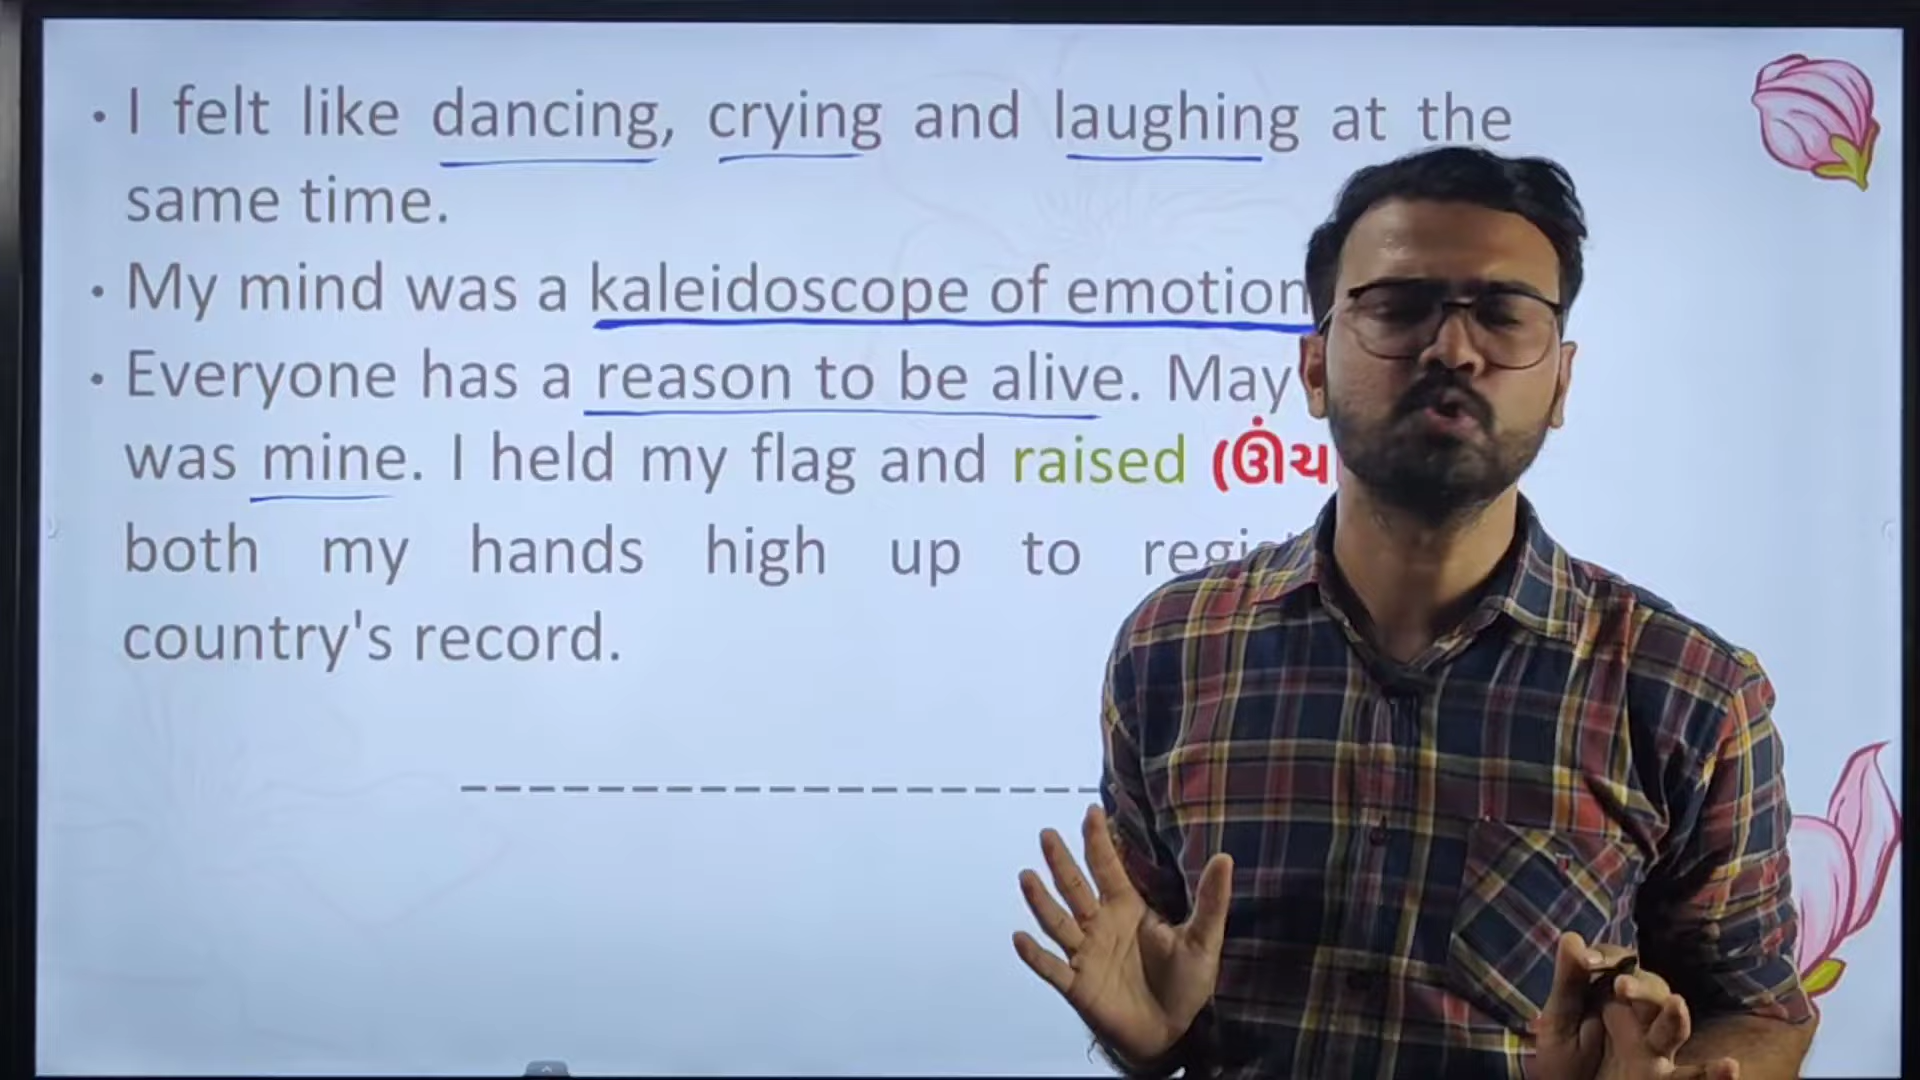 • I felt like dancing, crying and laughing at the
same time.
• My mind was a kaleidoscope of emotion
• Everyone has a reason to be alive. May
was mine. I held my flag and raised
both my hands high up to
country's record.